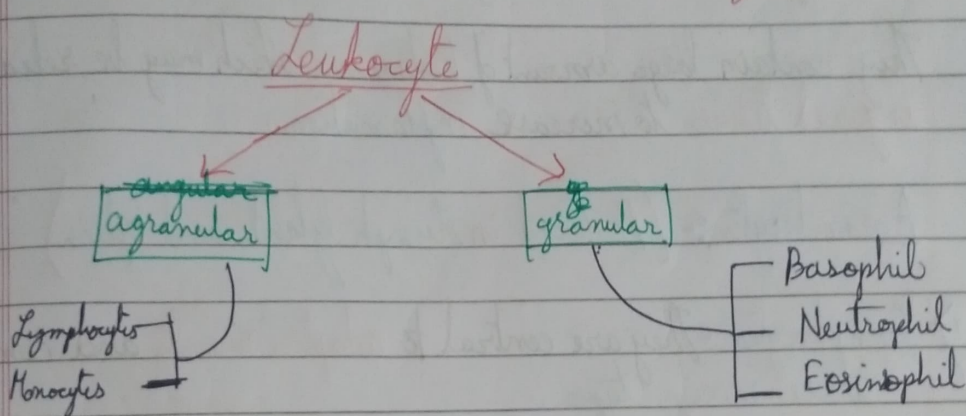 Leukocyte
agranular
granular
Basophil
Lymphocytes
Neutrophil
Monocytes
Eosinophil